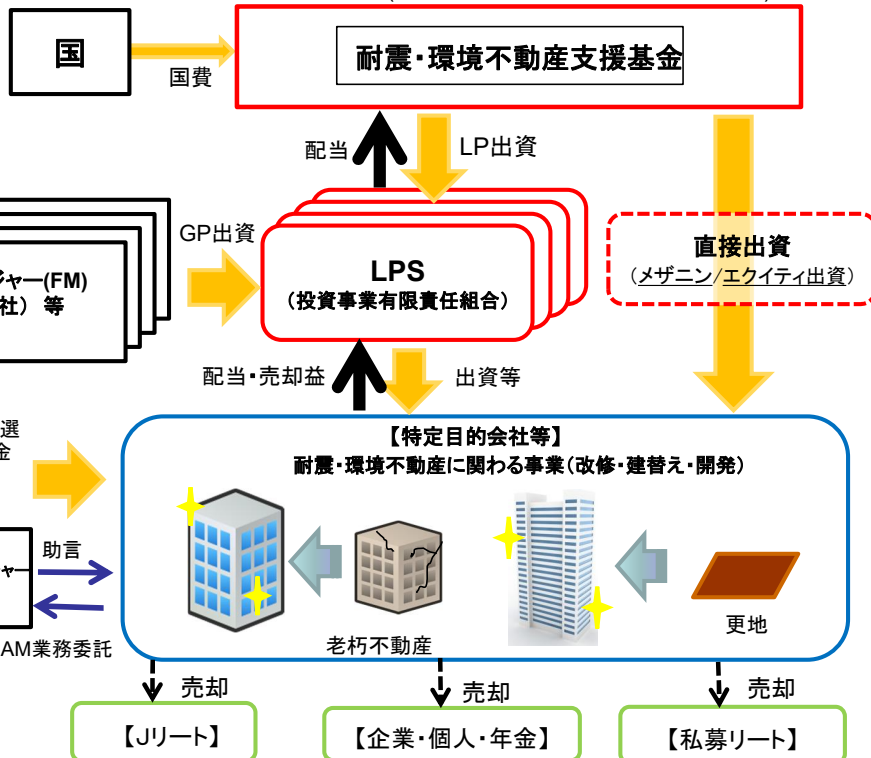 国
国費
耐震・環境不動産支援基金
配当
LP出資
GP出資
ジャー(FM)
社） 等
LPS
（投資事業有限責任組合）
直接出資
（メザニン/エクイティ出資）
配当・売却益
出資等
選
金
【特定目的会社等】
耐震・環境不動産に関わる事業（改修・建替え・開発）
助言
ャー
AM業務委託
老朽不動産
更地
売却
売却
売却
【Jリート】
【企業・個人・年金】
【私募リート】